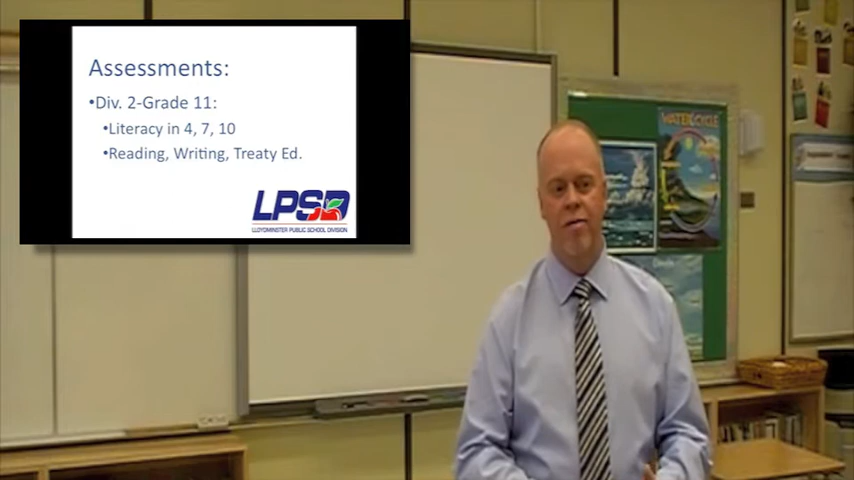 Assessments:
•Div. 2-Grade 11:
•Literacy in 4, 7, 10
•Reading, Writing, Treaty Ed.
LPSD
LLOYDMINSTER PUBLIC SCHOOL DIVISION
WATER CYCLE